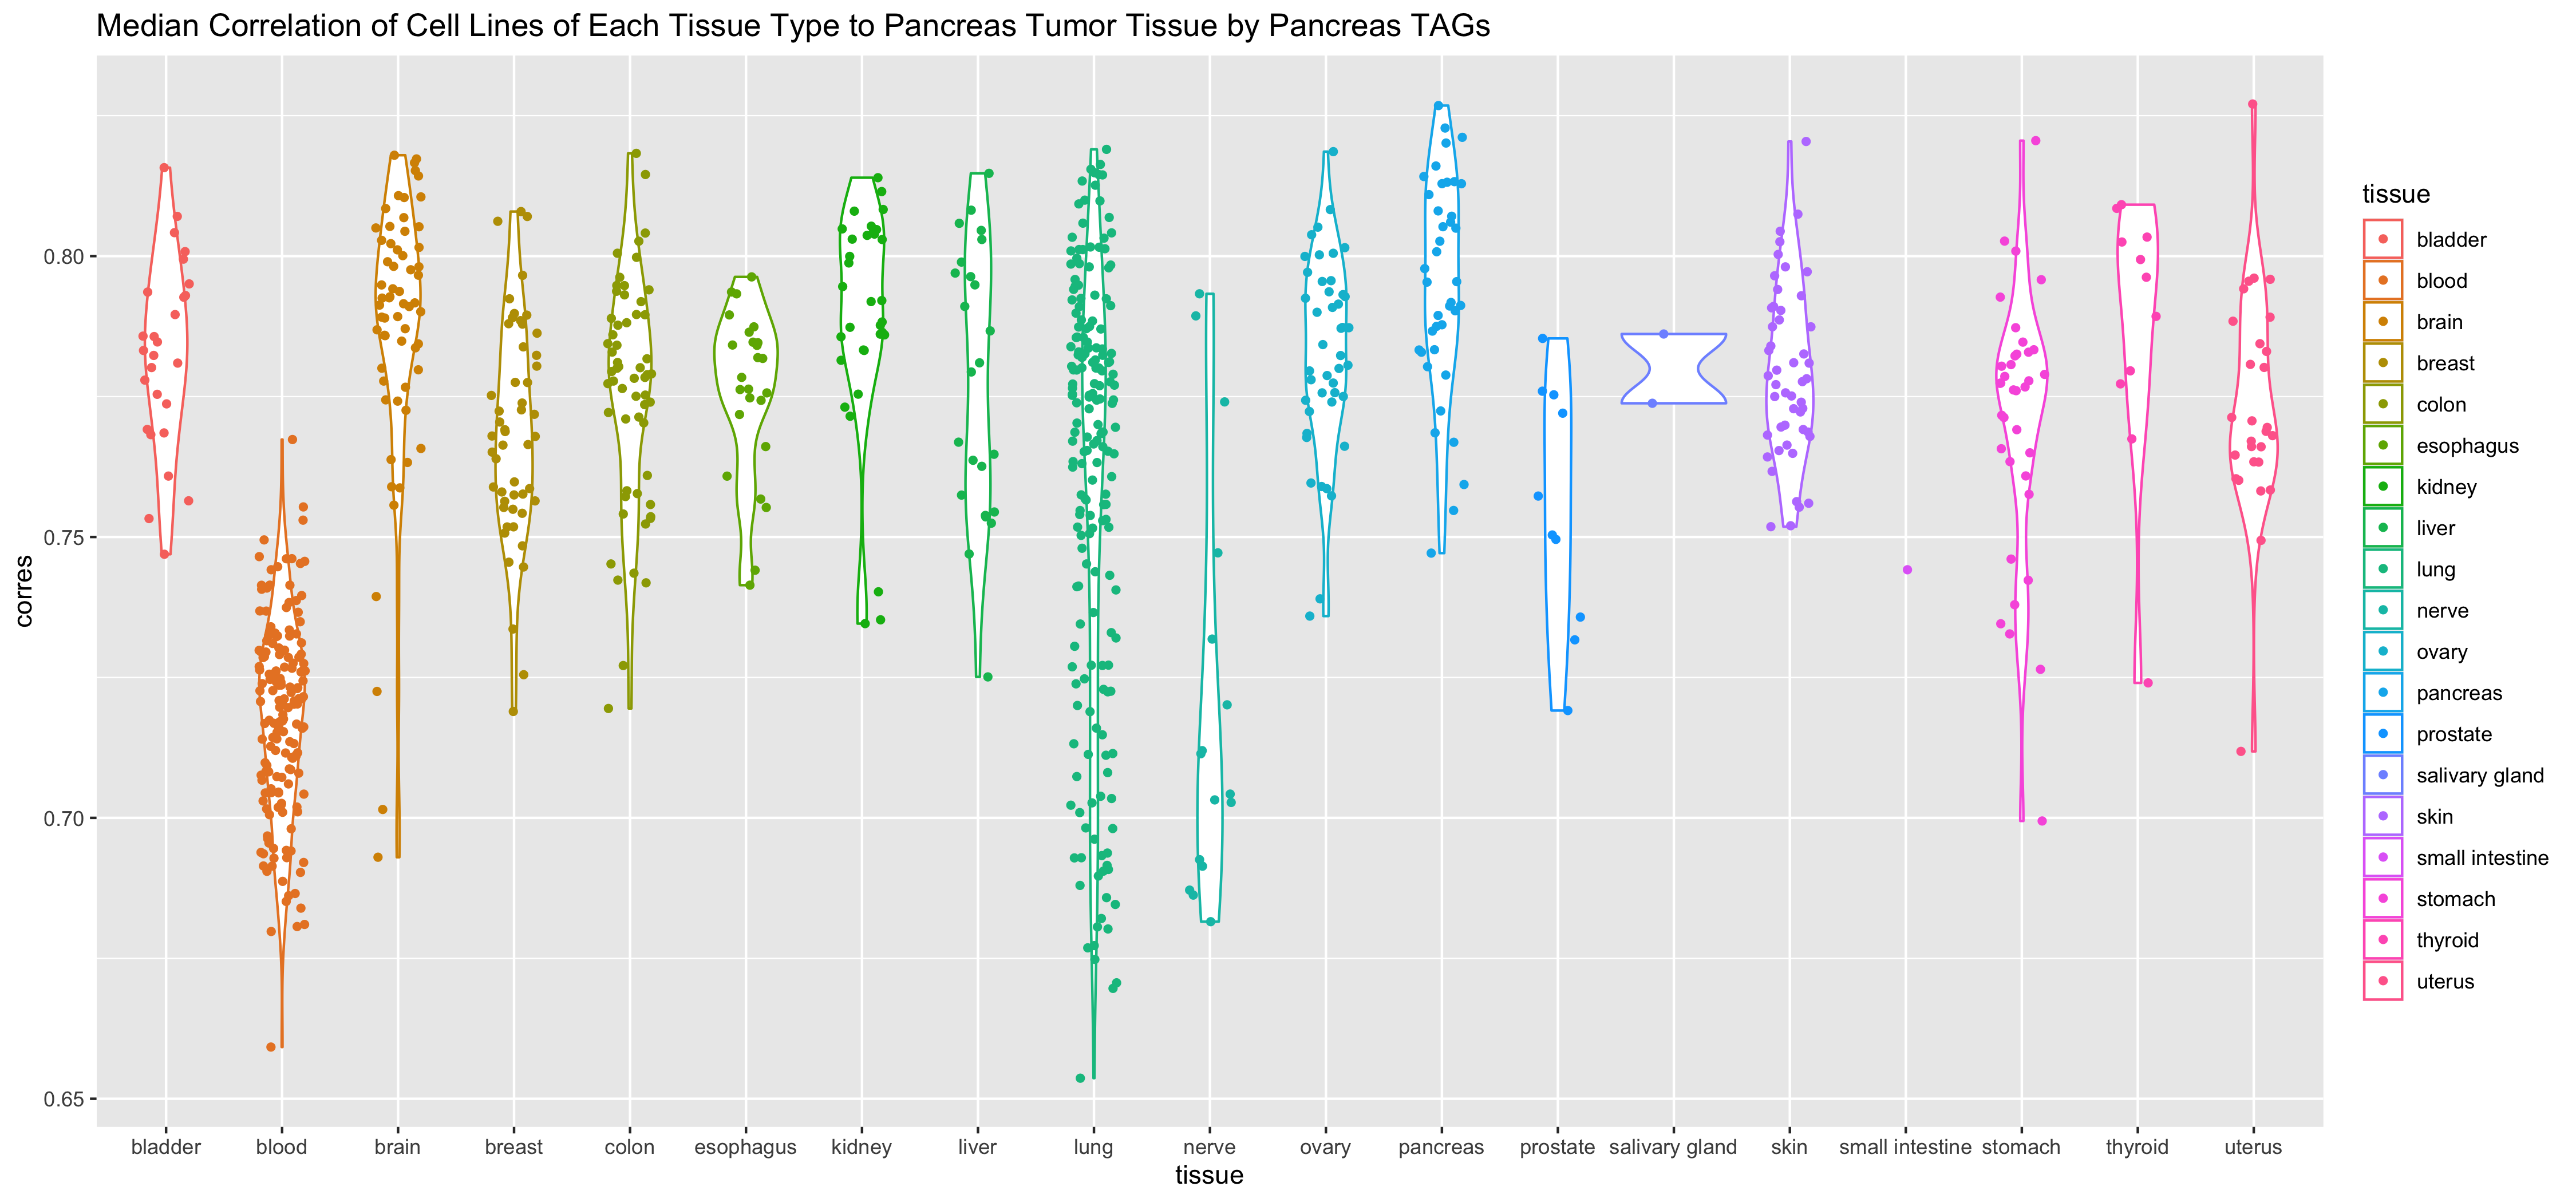 Median Correlation of Cell Lines of Each Tissue Type to Pancreas Tumor Tissue by Pancreas TAGs
corres
0.80
0.75
0.70
0.65
bladder blood brain breast colon esophagus kidney liver lung nerve ovary pancreas prostate salivary gland skin small intestine stomach thyroid uterus
tissue
tissue
bladder
blood
brain
breast
colon
esophagus
kidney
liver
lung
nerve
ovary
pancreas
prostate
salivary gland
skin
small intestine
stomach
thyroid
uterus